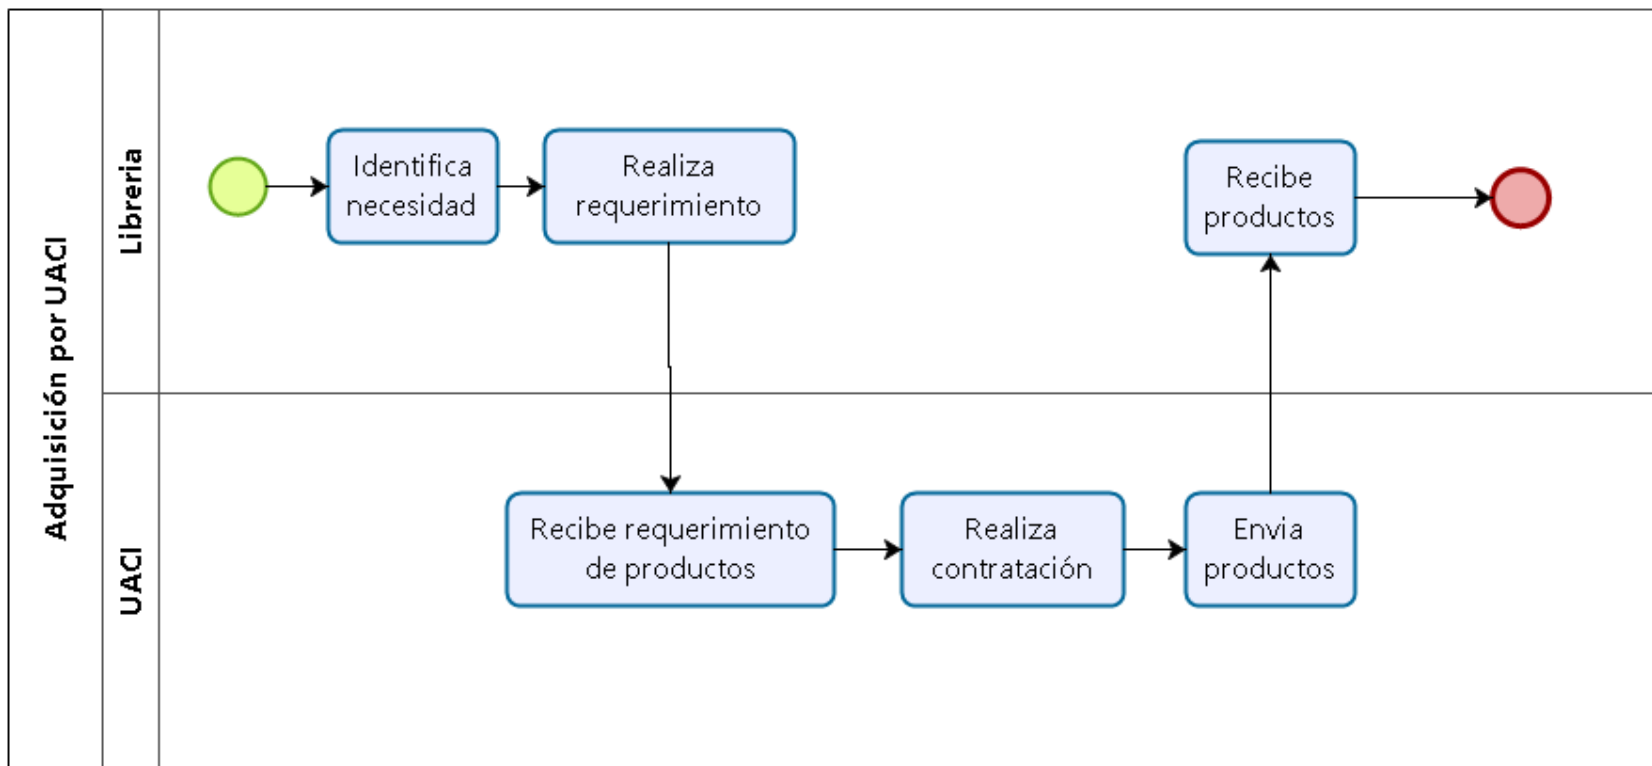 Adquisición por UACI
Libreria
Identifica
necesidad
Realiza
requerimiento
Recibe
productos
UACI
Recibe requerimiento
de productos
Realiza
contratación
Envia
productos